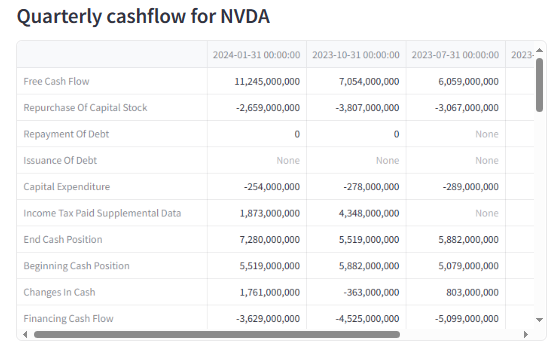 Quarterly cashflow for NVDA
2024-01-31 00:00:00 2023-10-31 00:00:00 2023-07-31 00:00:00 2023-
Free Cash Flow 11,245,000,000 7,054,000,000 6,059,000,000
Repurchase Of Capital Stock -2,659,000,000 -3,807,000,000 -3,067,000,000
Repayment Of Debt 0 0 None
Issuance Of Debt None None None
Capital Expenditure -254,000,000 -278,000,000 -289,000,000
Income Tax Paid Supplemental Data 1,873,000,000 4,348,000,000 None
End Cash Position 7,280,000,000 5,519,000,000 5,882,000,000
Beginning Cash Position 5,519,000,000 5,882,000,000 5,079,000,000
Changes In Cash 1,761,000,000 -363,000,000 803,000,000
Financing Cash Flow -3,629,000,000 -4,525,000,000 -5,099,000,000